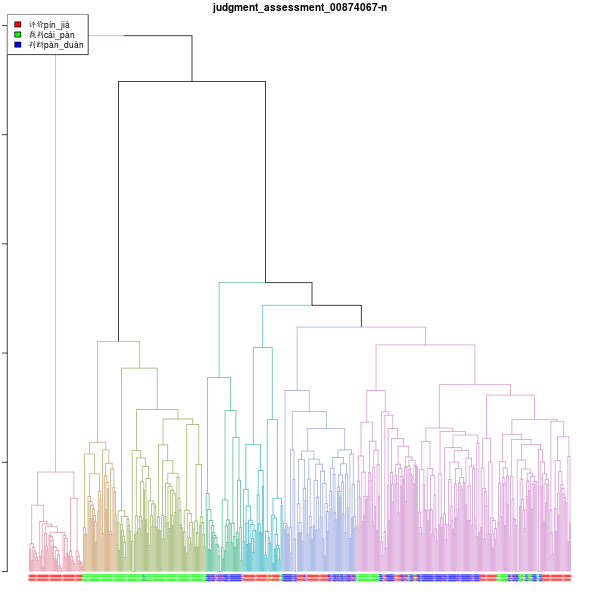 judgment_assessment_00874067-n
评价pín_jià
裁判cái_pàn
判断pàn_duàn